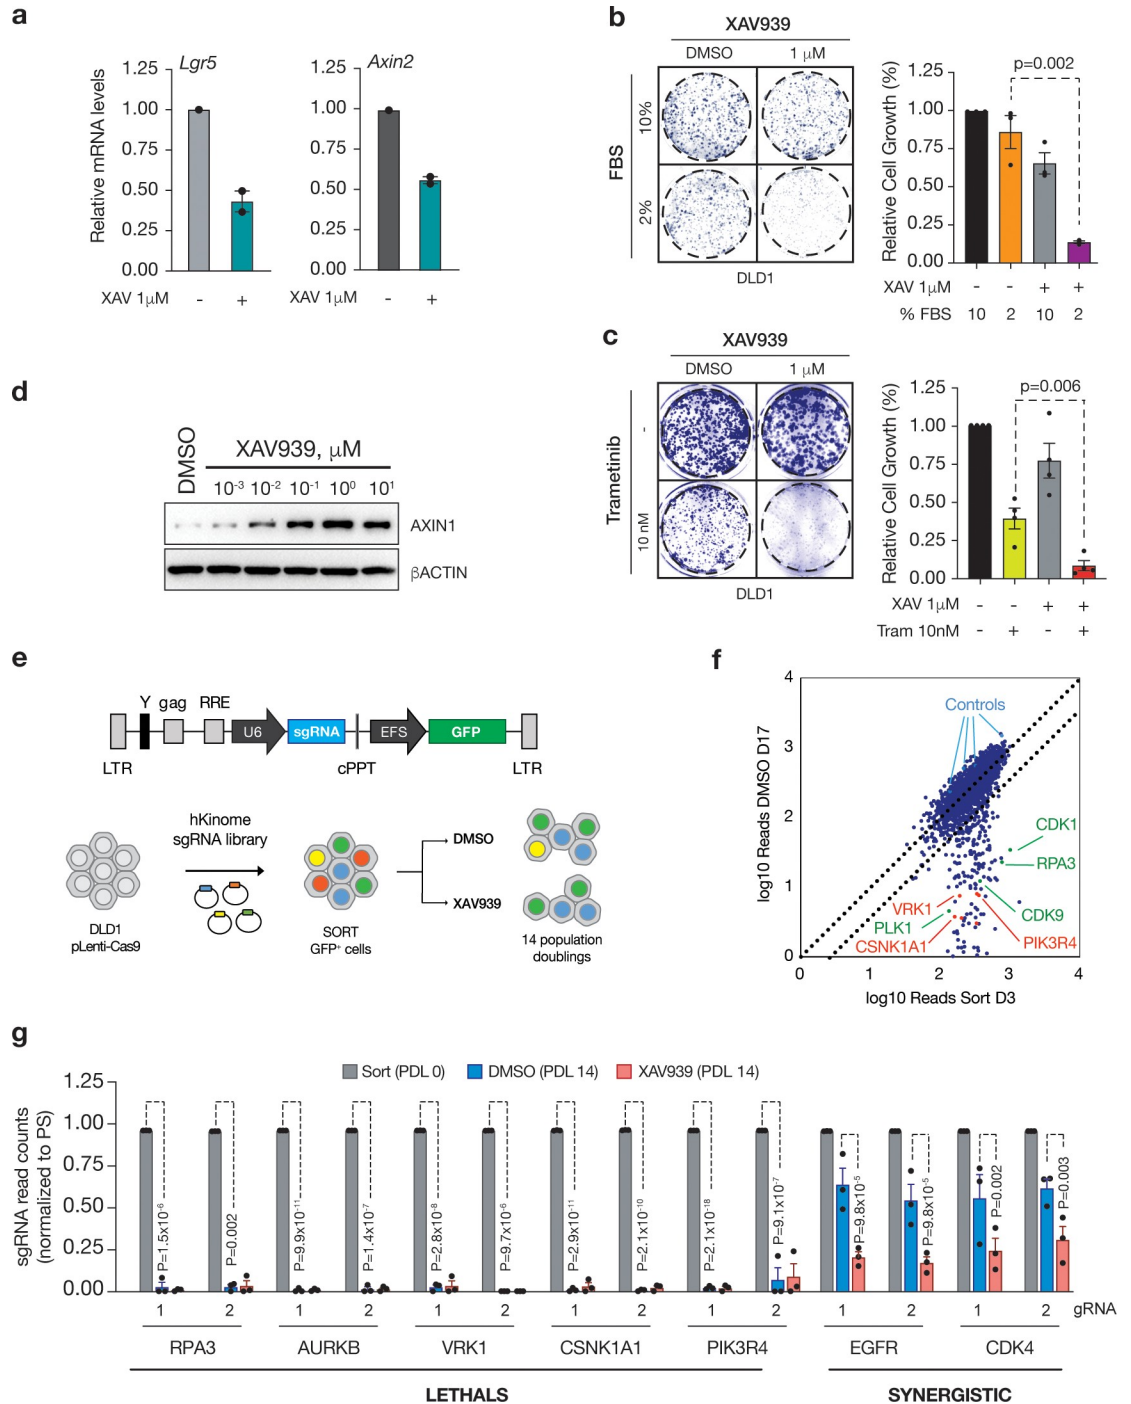 a
Lgr5
Relative mRNA levels
1.25
1.00
0.75
0.50
0.25
0.00
XAV 1µM
-
+
Axin2
1.25
1.00
0.75
0.50
0.25
0.00
XAV 1µM
-
+
b
XAV939
DMSO
1 µM
FBS
10%
2%
DLD1
Relative Cell Growth (%)
1.25
1.00
0.75
0.50
0.25
0.00
p=0.002
XAV 1µM
- - + +
% FBS
10 2 10 2
c
XAV939
DMSO
1 µM
Trametinib
-
10 nM
DLD1
Relative Cell Growth (%)
1.25
1.00
0.75
0.50
0.25
0.00
p=0.006
XAV 1µM
- - + +
Tram 10nM
- + - +
d
DMSO
XAV939, µM
10⁻³ 10⁻² 10⁻¹ 10⁰ 10¹
AXIN1
βACTIN
e
LTR
Y
gag
RRE
U6
sgRNA
cPPT
EFS
GFP
LTR
DLD1
pLenti-Cas9
hKinome
sgRNA library
SORT
GFP⁺ cells
DMSO
XAV939
14 population
doublings
f
log10 Reads DMSO D17
4
3
2
1
0
Controls
CDK1
RPA3
VRK1
CDK9
PLK1
CSNK1A1
PIK3R4
0 1 2 3 4
log10 Reads Sort D3
g
Sort (PDL 0)
DMSO (PDL 14)
XAV939 (PDL 14)
sgRNA read counts
(normalized to PS)
1.25
1.00
0.75
0.50
0.25
0.00
P=1.5x10⁻⁶
P=0.002
P=9.9x10⁻¹¹
P=1.4x10⁻⁷
P=2.8x10⁻⁸
P=9.7x10⁻⁶
P=2.9x10⁻¹¹
P=2.1x10⁻¹⁰
P=2.1x10⁻¹⁸
P=9.1x10⁻⁷
P=9.8x10⁻⁵
P=9.8x10⁻⁵
P=0.002
P=0.003
1 2 1 2 1 2 1 2 1 2 1 2 1 2 gRNA
RPA3 AURKB VRK1 CSNK1A1 PIK3R4 EGFR CDK4
LETHALS
SYNERGISTIC